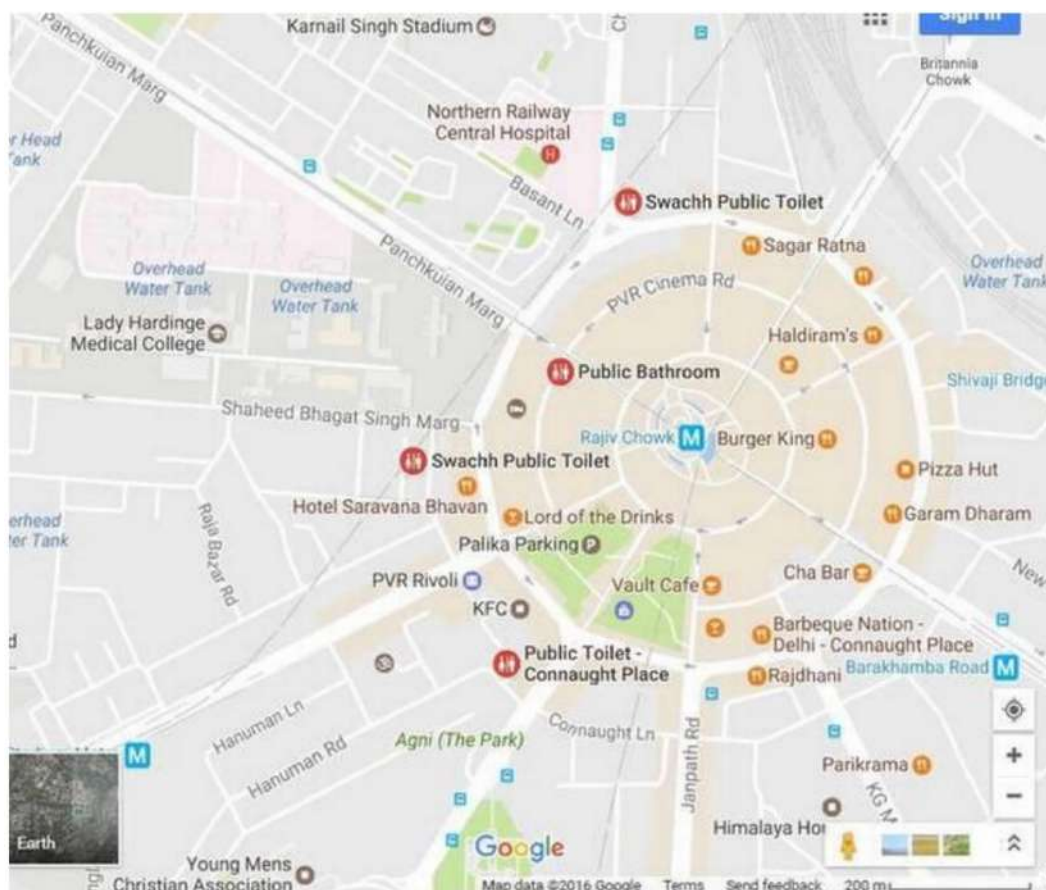 Karnail Singh Stadium
Sign in
Panchkuian Marg
Britannia
Chowk
Northern Railway
Central Hospital
Tank
Basant Ln
Swachh Public Toilet
Sagar Ratna
Panchkuian Marg
PVR Cinema Rd
Overhead
Water Tank
Overhead
Water Tank
Overhead
Water Tank
Lady Hardinge
Medical College
Haldiram's
Public Bathroom
Shivaji Bridge
Shaheed Bhagat Singh Marg
Rajiv Chowk
M
Burger King
Swachh Public Toilet
Pizza Hut
Hotel Saravana Bhavan
Lord of the Drinks
Garam Dharam
Raja Bazar Rd
Palika Parking
P
PVR Rivoli
Vault Cafe
Cha Bar
New
KFC
Barbeque Nation -
Delhi - Connaught Place
Public Toilet -
Connaught Place
Rajdhani
Barakhamba Road
M
Hanuman Ln
Connaught Ln
Agni (The Park)
Hanuman Rd
Janpath Rd
M
Parikrama
KG M
Himalaya Hou
Earth
Google
Young Mens
Christian Association
Map data ©2016 Google
Terms
Send feedback
200 m